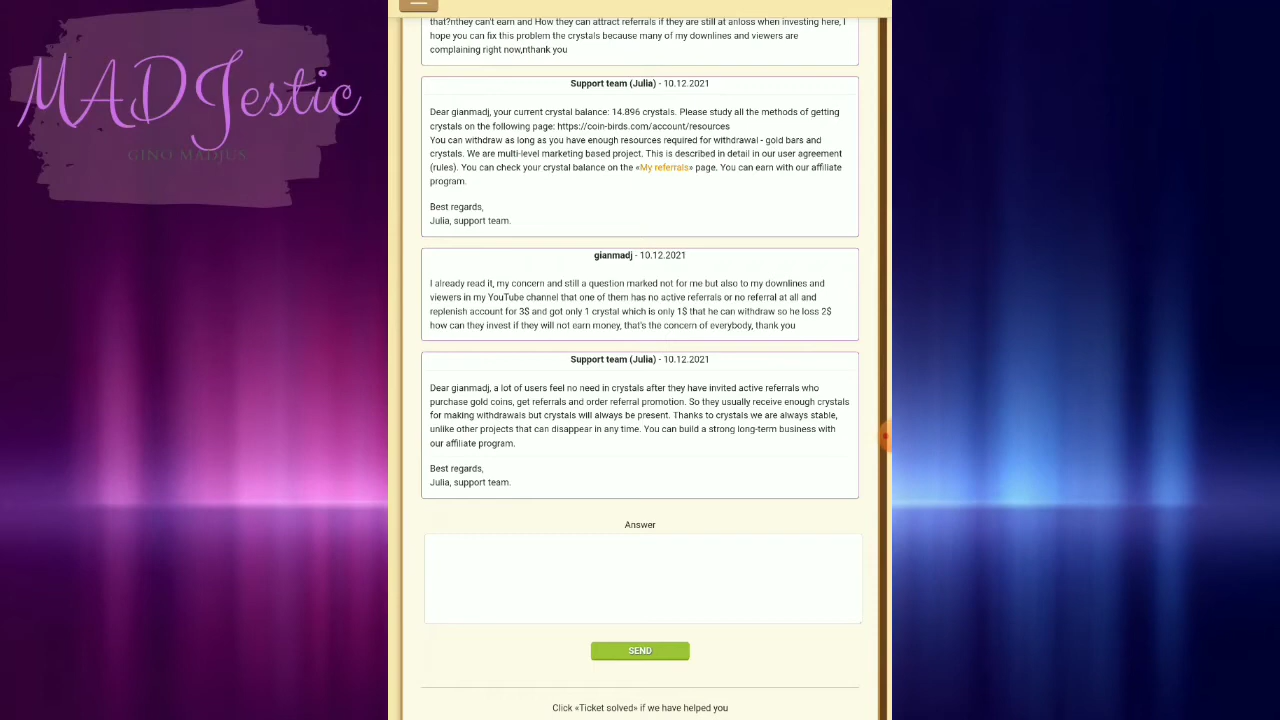 MADJestic
GINO MADJUS
that?nthey can't earn and How they can attract referrals if they are still at anloss when investing here, I
hope you can fix this problem the crystals because many of my downlines and viewers are
complaining right now,nthank you
Support team (Julia) - 10.12.2021
Dear gianmadj, your current crystal balance: 14.896 crystals. Please study all the methods of getting
crystals on the following page: https://coin-birds.com/account/resources
You can withdraw as long as you have enough resources required for withdrawal - gold bars and
crystals. We are multi-level marketing based project. This is described in detail in our user agreement
(rules). You can check your crystal balance on the «My referrals» page. You can earn with our affiliate
program.
Best regards,
Julia, support team.
gianmadj - 10.12.2021
I already read it, my concern and still a question marked not for me but also to my downlines and
viewers in my YouTube channel that one of them has no active referrals or no referral at all and
replenish account for 3$ and got only 1 crystal which is only 1$ that he can withdraw so he loss 2$
how can they invest if they will not earn money, that's the concern of everybody, thank you
Support team (Julia) - 10.12.2021
Dear gianmadj, a lot of users feel no need in crystals after they have invited active referrals who
purchase gold coins, get referrals and order referral promotion. So they usually receive enough crystals
for making withdrawals but crystals will always be present. Thanks to crystals we are always stable,
unlike other projects that can disappear in any time. You can build a strong long-term business with
our affiliate program.
Best regards,
Julia, support team.
Answer
SEND
Click «Ticket solved» if we have helped you